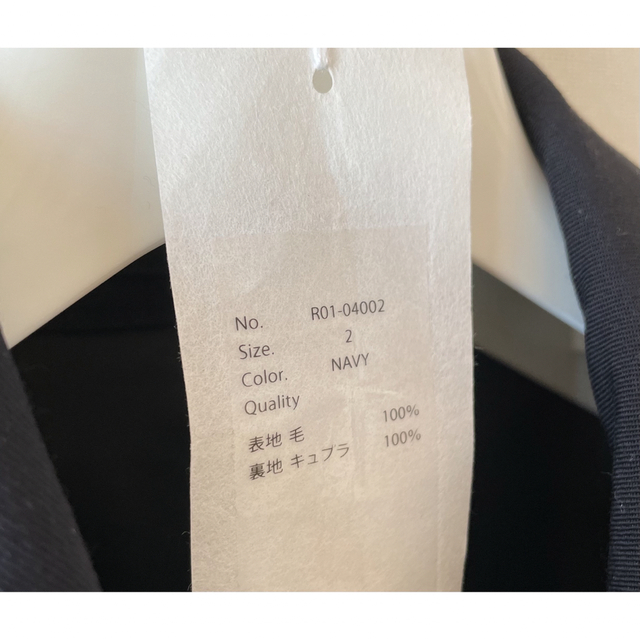 No. R01-04002
Size. 2
Color. NAVY
Quality
表地 毛 100%
裏地 キュプラ 100%